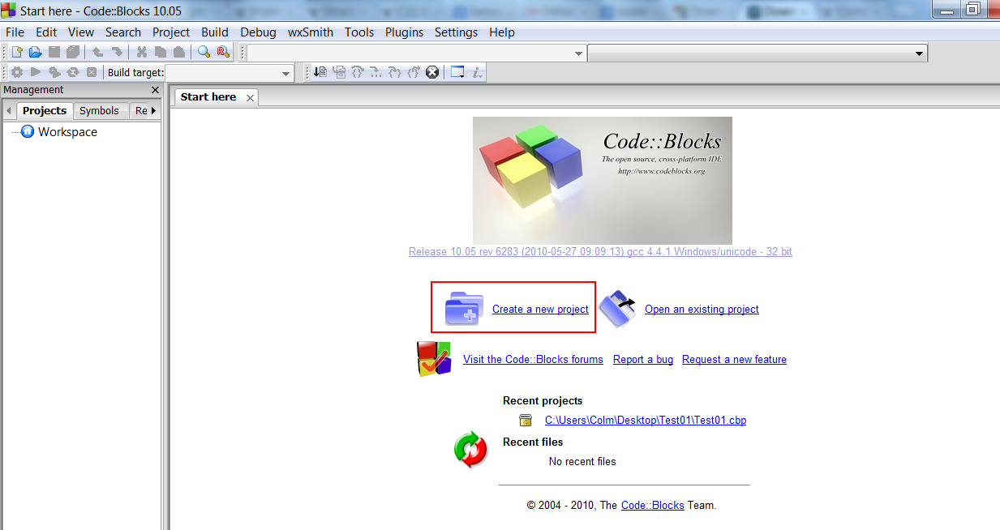 Start here - Code::Blocks 10.05
File Edit View Search Project Build Debug wxSmith Tools Plugins Settings Help
Build target:
Management
Projects Symbols Re
Start here
Workspace
Code::Blocks
The open source, cross-platform IDE
http://www.codeblocks.org
Release 10.05 rev 6283 (2010-05-27 09:09:13) gcc 4.4.1 Windows/unicode - 32 bit
Create a new project Open an existing project
Visit the Code::Blocks forums Report a bug Request a new feature
Recent projects
C:\Users\Colm\Desktop\Test01\Test01.cbp
Recent files
No recent files
© 2004 - 2010, The Code::Blocks Team.